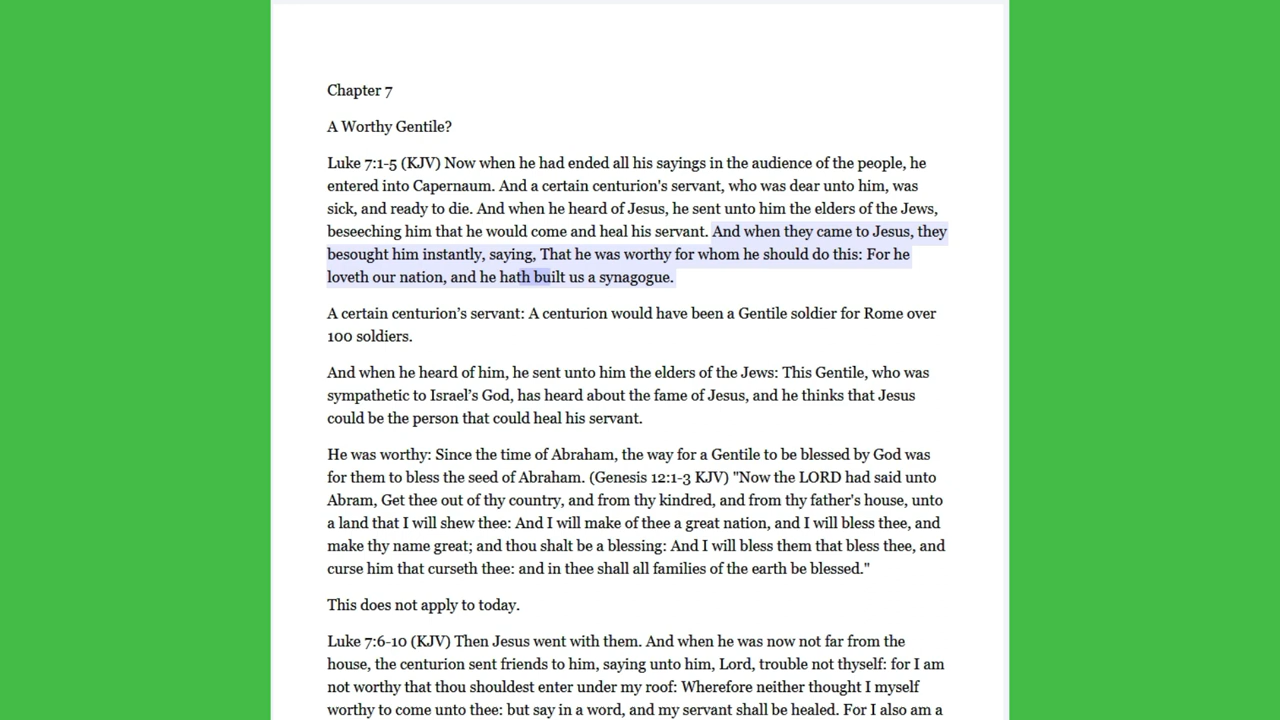 Chapter 7
A Worthy Gentile?
Luke 7:1-5 (KJV) Now when he had ended all his sayings in the audience of the people, he
entered into Capernaum. And a certain centurion's servant, who was dear unto him, was
sick, and ready to die. And when he heard of Jesus, he sent unto him the elders of the Jews,
beseeching him that he would come and heal his servant. And when they came to Jesus, they
besought him instantly, saying, That he was worthy for whom he should do this: For he
loveth our nation, and he hath built us a synagogue.
A certain centurion’s servant: A centurion would have been a Gentile soldier for Rome over
100 soldiers.
And when he heard of him, he sent unto him the elders of the Jews: This Gentile, who was
sympathetic to Israel’s God, has heard about the fame of Jesus, and he thinks that Jesus
could be the person that could heal his servant.
He was worthy: Since the time of Abraham, the way for a Gentile to be blessed by God was
for them to bless the seed of Abraham. (Genesis 12:1-3 KJV) "Now the LORD had said unto
Abram, Get thee out of thy country, and from thy kindred, and from thy father's house, unto
a land that I will shew thee: And I will make of thee a great nation, and I will bless thee, and
make thy name great; and thou shalt be a blessing: And I will bless them that bless thee, and
curse him that curseth thee: and in thee shall all families of the earth be blessed."
This does not apply to today.
Luke 7:6-10 (KJV) Then Jesus went with them. And when he was now not far from the
house, the centurion sent friends to him, saying unto him, Lord, trouble not thyself: for I am
not worthy that thou shouldest enter under my roof: Wherefore neither thought I myself
worthy to come unto thee: but say in a word, and my servant shall be healed. For I also am a